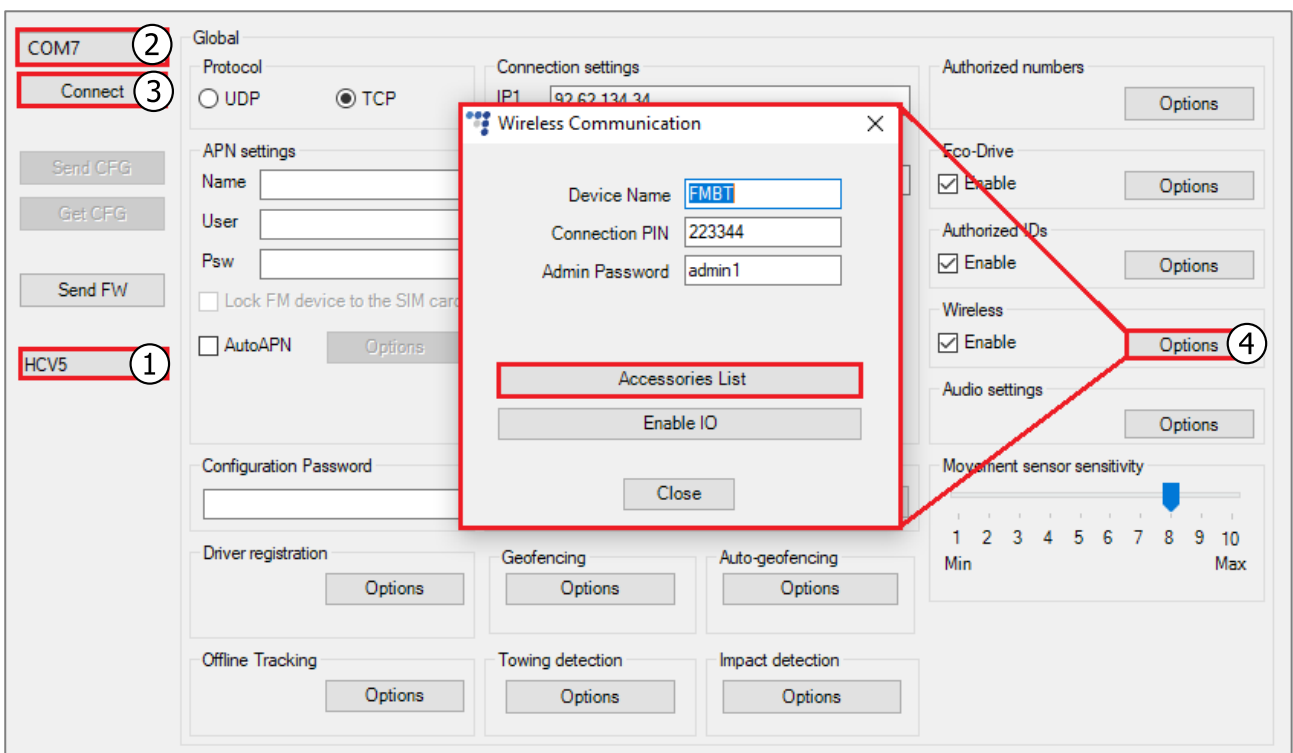 COM7
2
Connect
3
Send CFG
Get CFG
Send FW
HCV5
1
Global
Protocol
UDP
TCP
Connection settings
IP1 92.62.134.34
APN settings
Name
User
Psw
Lock FM device to the SIM card
AutoAPN
Options
Configuration Password
Wireless Communication
Device Name FMBT
Connection PIN 223344
Admin Password admin1
Accessories List
Enable IO
Close
Authorized numbers
Options
Eco-Drive
Enable
Options
Authorized IDs
Enable
Options
Wireless
Enable
Options
4
Audio settings
Options
Movement sensor sensitivity
1 2 3 4 5 6 7 8 9 10
Min Max
Driver registration
Options
Geofencing
Options
Auto-geofencing
Options
Offline Tracking
Options
Towing detection
Options
Impact detection
Options